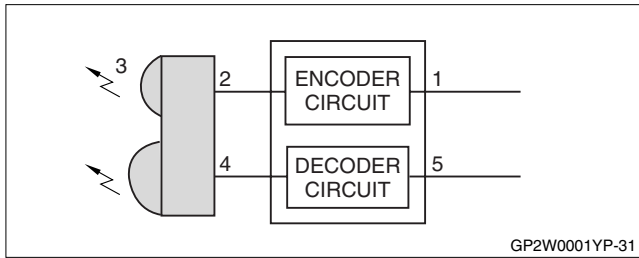 3
2
ENCODER
CIRCUIT
1
4
DECODER
CIRCUIT
5
GP2W0001YP-31